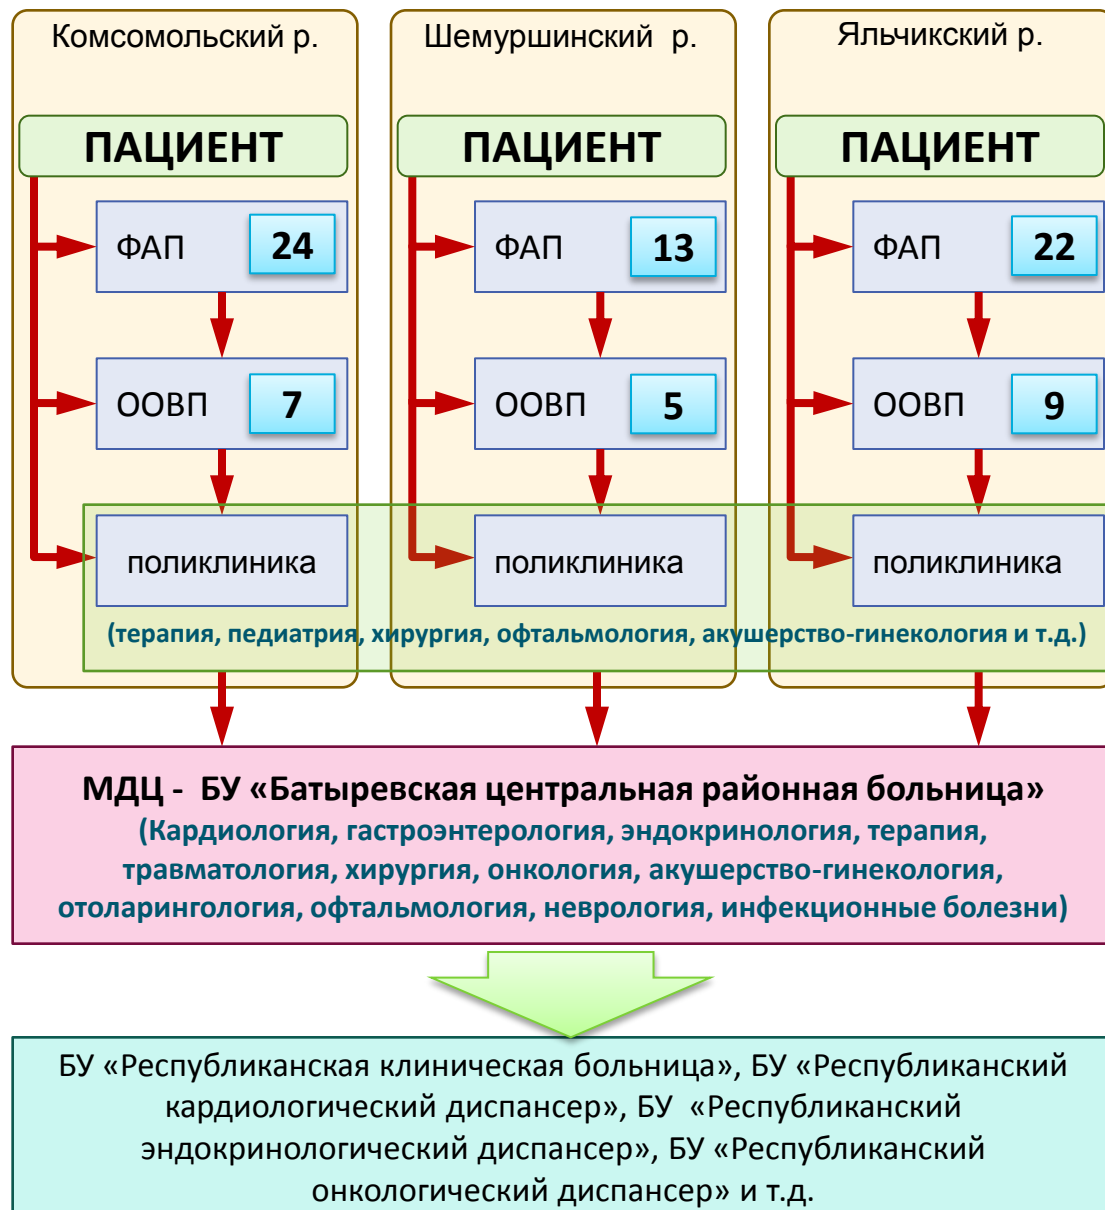 Комсомольский р.
Шемуршинский р.
Яльчикский р.
ПАЦИЕНТ
ПАЦИЕНТ
ПАЦИЕНТ
ФАП 24
ФАП 13
ФАП 22
ООВП 7
ООВП 5
ООВП 9
поликлиника
поликлиника
поликлиника
(терапия, педиатрия, хирургия, офтальмология, акушерство-гинекология и т.д.)
МДЦ - БУ «Батыревская центральная районная больница»
(Кардиология, гастроэнтерология, эндокринология, терапия,
травматология, хирургия, онкология, акушерство-гинекология,
отоларингология, офтальмология, неврология, инфекционные болезни)
БУ «Республиканская клиническая больница», БУ «Республиканский
кардиологический диспансер», БУ «Республиканский
эндокринологический диспансер», БУ «Республиканский
онкологический диспансер» и т.д.